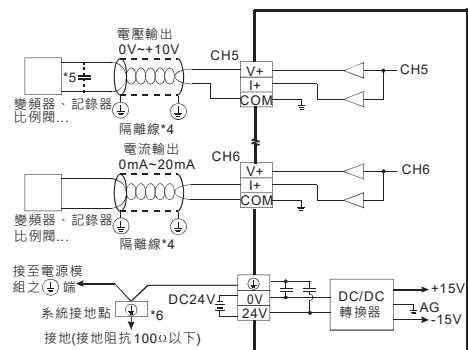 電壓輸出
0V~+10V
CH5
*5
V+
I+
COM
CH5
變頻器、記錄器
比例閥...
隔離線*4
電流輸出
0mA~20mA
CH6
V+
I+
COM
CH6
變頻器、記錄器
比例閥...
隔離線*4
接至電源模
組之 端
系統接地點
*6
接地(接地阻抗100Ω以下)
DC24V
0V
24V
DC/DC
轉換器
+15V
AG
-15V